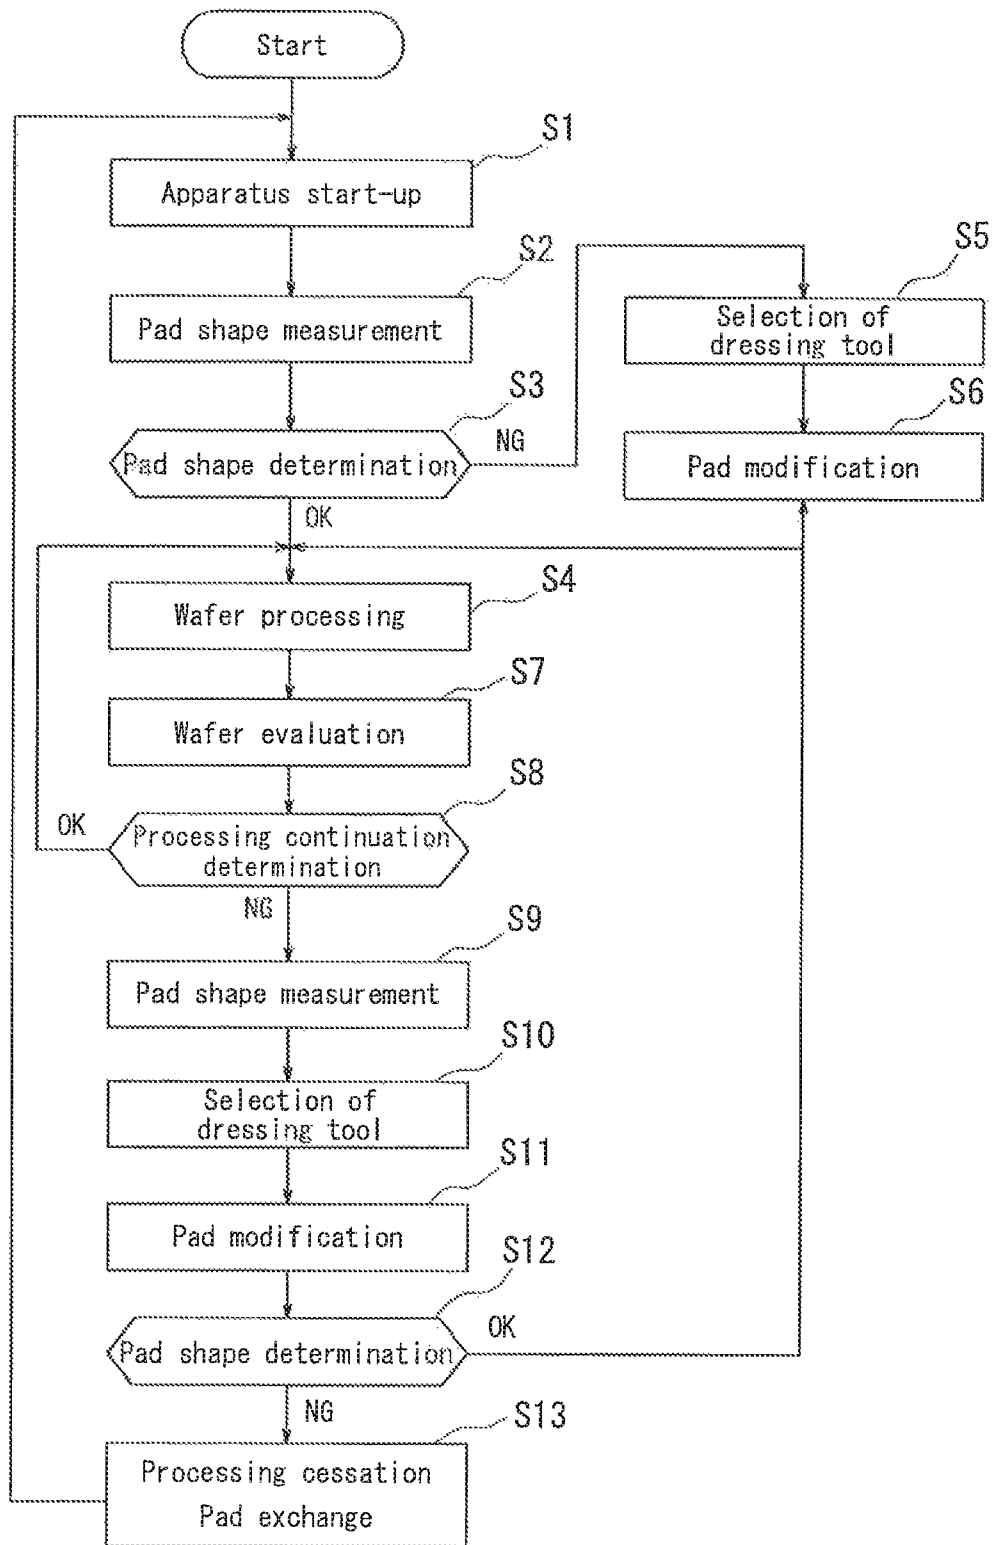 Start
S1
Apparatus start-up
S2
Pad shape measurement
S3
Pad shape determination
NG
OK
S5
Selection of
dressing tool
S6
Pad modification
S4
Wafer processing
S7
Wafer evaluation
S8
Processing continuation
determination
OK
NG
S9
Pad shape measurement
S10
Selection of
dressing tool
S11
Pad modification
S12
Pad shape determination
OK
NG
S13
Processing cessation
Pad exchange